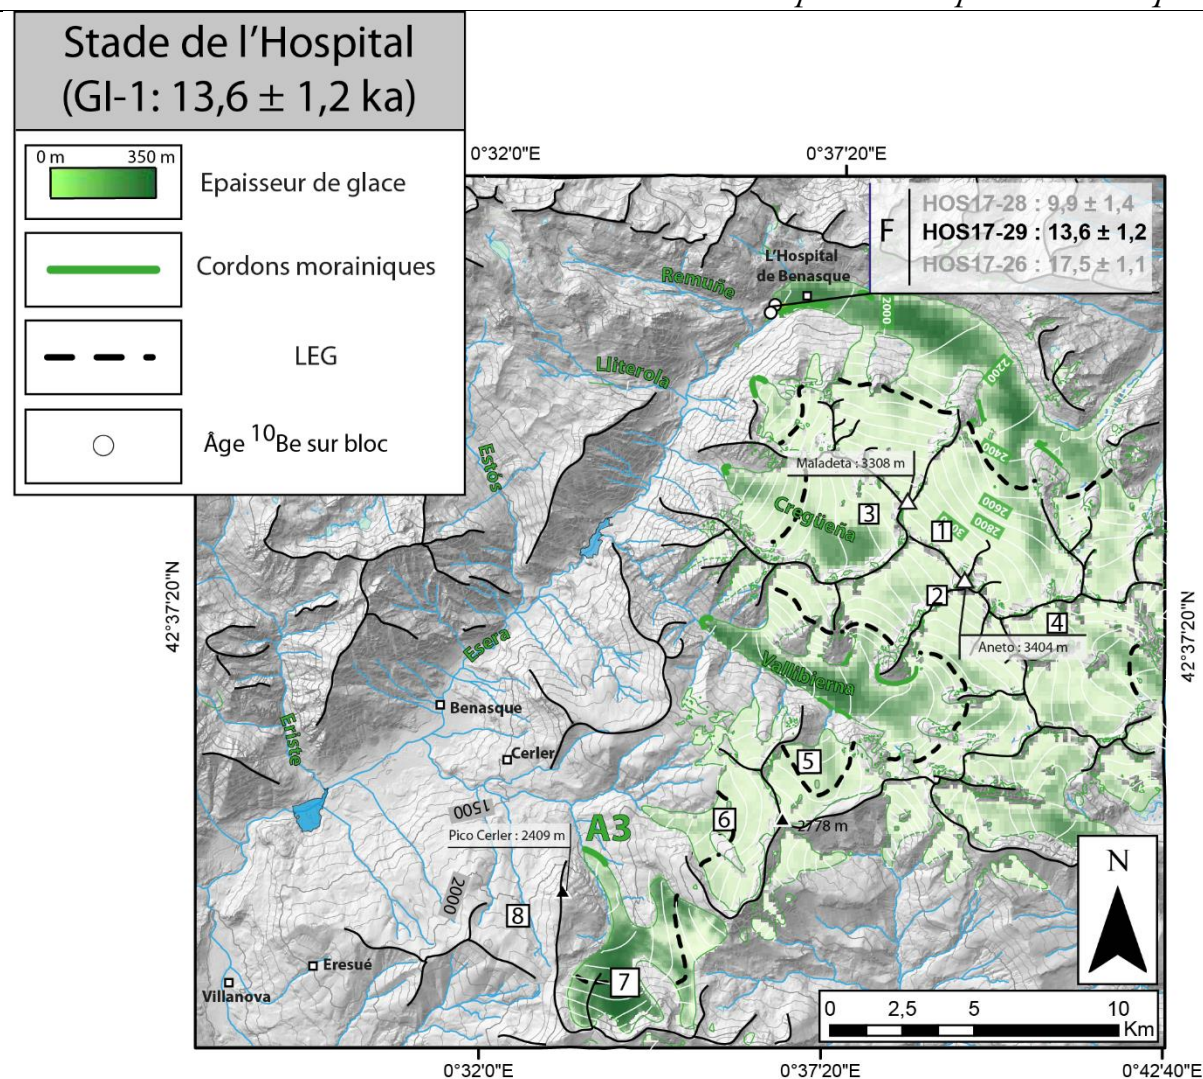 Stade de l'Hospital
(GI-1: 13,6 ± 1,2 ka)
0 m 350 m
Epaisseur de glace
Cordons morainiques
LEG
Âge 10Be sur bloc
0°32'0"E
0°37'20"E
F
HOS17-28 : 9,9 ± 1,4
HOS17-29 : 13,6 ± 1,2
HOS17-26 : 17,5 ± 1,1
L'Hospital
de Benasque
Remuñe
2000
Lliterola
2200
Estós
2400
Maladeta : 3308 m
Cregüeña
3
1
2600
2800
42°37'20"N
42°37'20"N
2
4
Aneto : 3404 m
Esera
Vallibierna
Benasque
Eriste
Cerler
5
1500
A3
6
2778 m
Pico Cerler : 2409 m
2000
8
N
Eresué
7
Villanova
0 2,5 5 10
Km
0°32'0"E
0°37'20"E
0°42'40"E